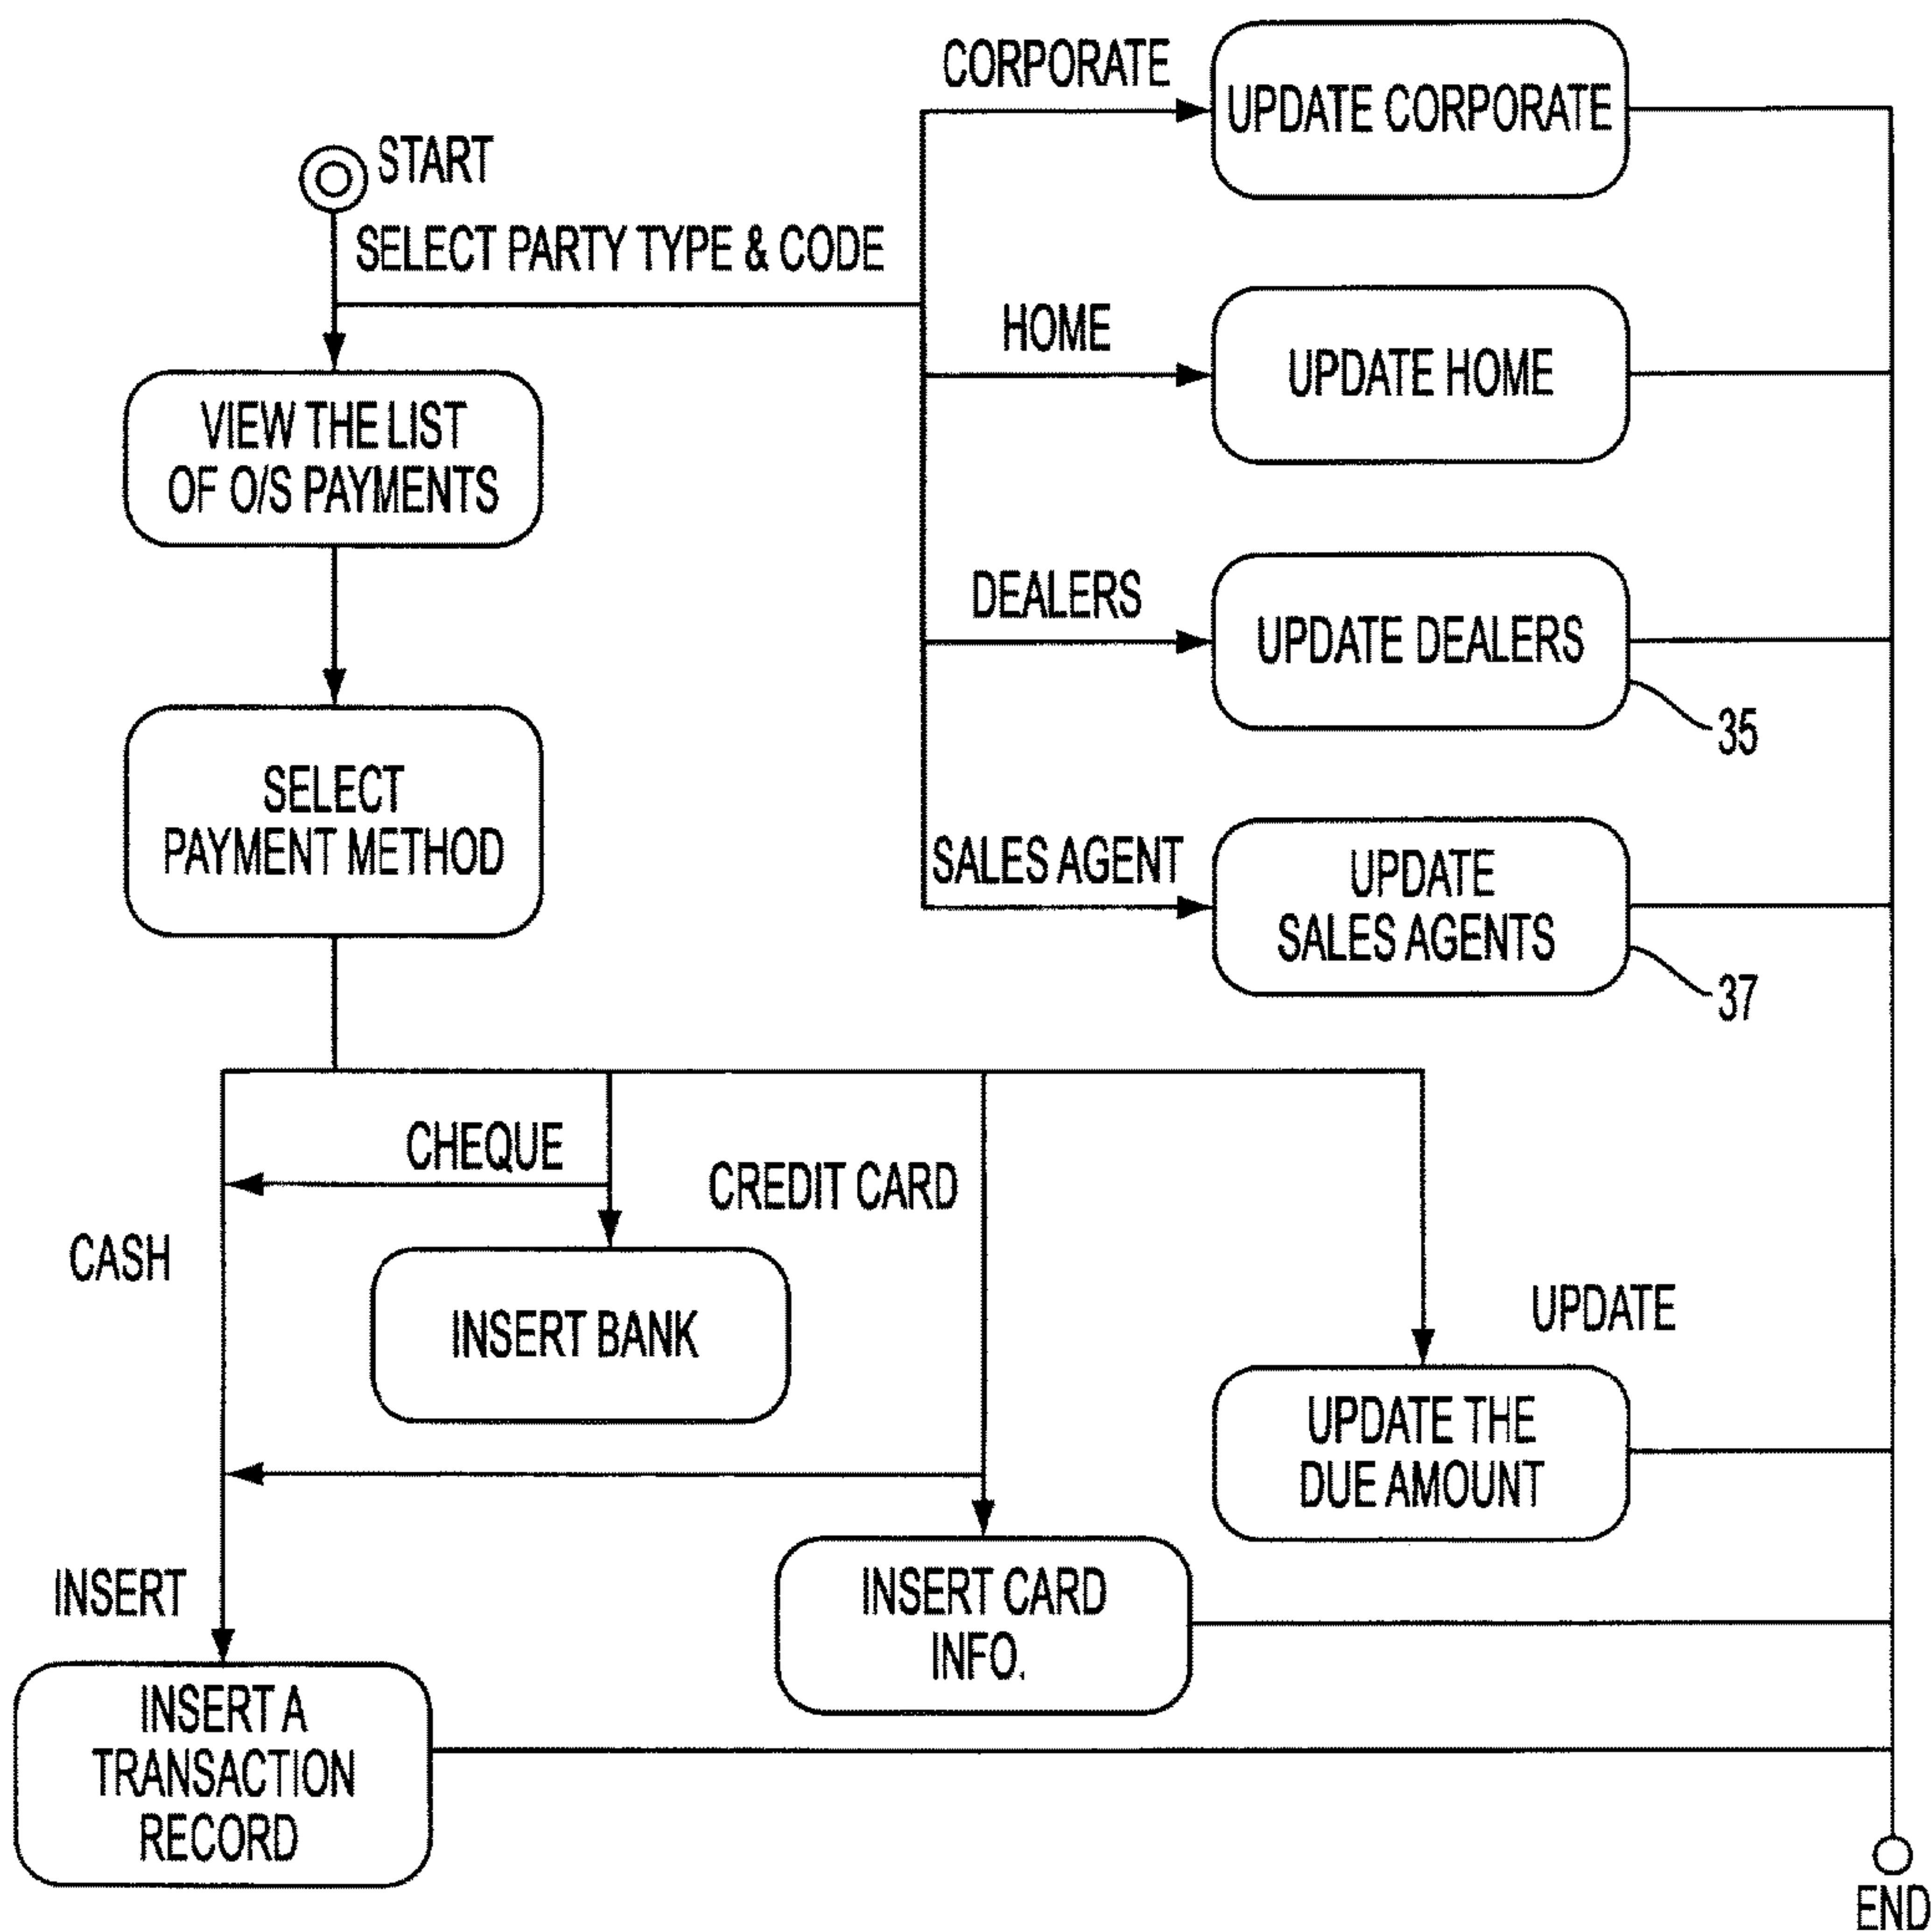 CORPORATE
UPDATE CORPORATE
START
SELECT PARTY TYPE & CODE
HOME
UPDATE HOME
VIEW THE LIST
OF O/S PAYMENTS
DEALERS
UPDATE DEALERS
35
SELECT
PAYMENT METHOD
SALES AGENT
UPDATE
SALES AGENTS
37
CHEQUE
CREDIT CARD
CASH
INSERT BANK
UPDATE
UPDATE THE
DUE AMOUNT
INSERT
INSERT CARD
INFO.
INSERT A
TRANSACTION
RECORD
END